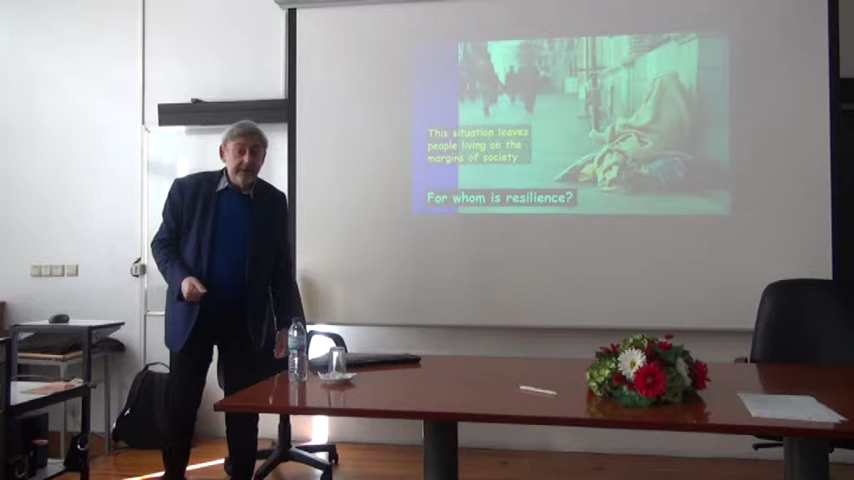 This situation leaves
people living on the
margins of society
For whom is resilience?